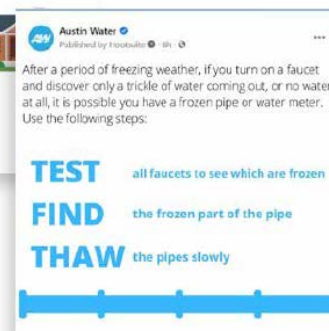 Austin Water
Published by Hootsuite · 8h ·
After a period of freezing weather, if you turn on a faucet
and discover only a trickle of water coming out, or no water
at all, it is possible you have a frozen pipe or water meter.
Use the following steps:
TEST all faucets to see which are frozen
FIND the frozen part of the pipe
THAW the pipes slowly